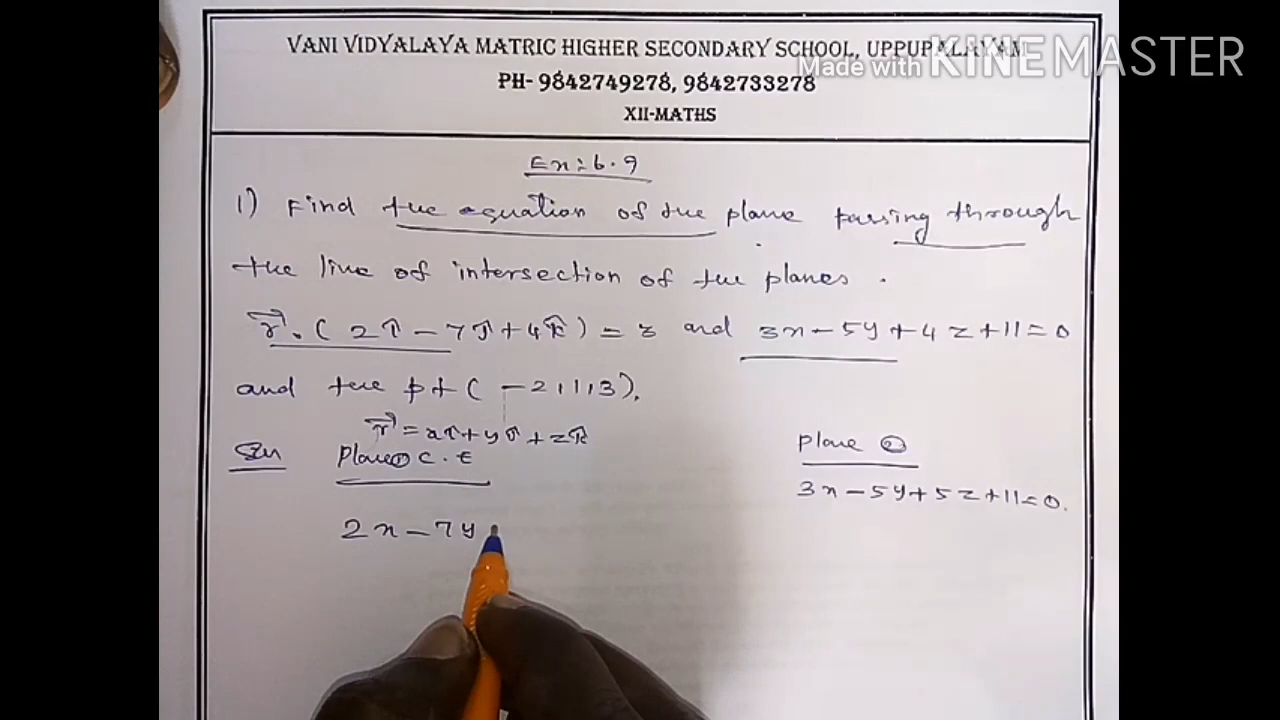 VANI VIDYALAYA MATRIC HIGHER SECONDARY SCHOOL, UPPUPALAYAM
Made with KINEMASTER
PH- 9842749278, 9842733278
XII-MATHS
Ex: 6.9
1) Find the equation of the plane passing through
the line of intersection of the planes.
r⃗.(2î - 7ĵ + 4k̂) = 3 and 3x - 5y + 4z + 11 = 0
and the pt (-2,1,3).
r⃗ = xî + yĵ + zk̂
Soln Plane ① C.E
Plane ②
3x - 5y + 5z + 11 = 0.
2x - 7y